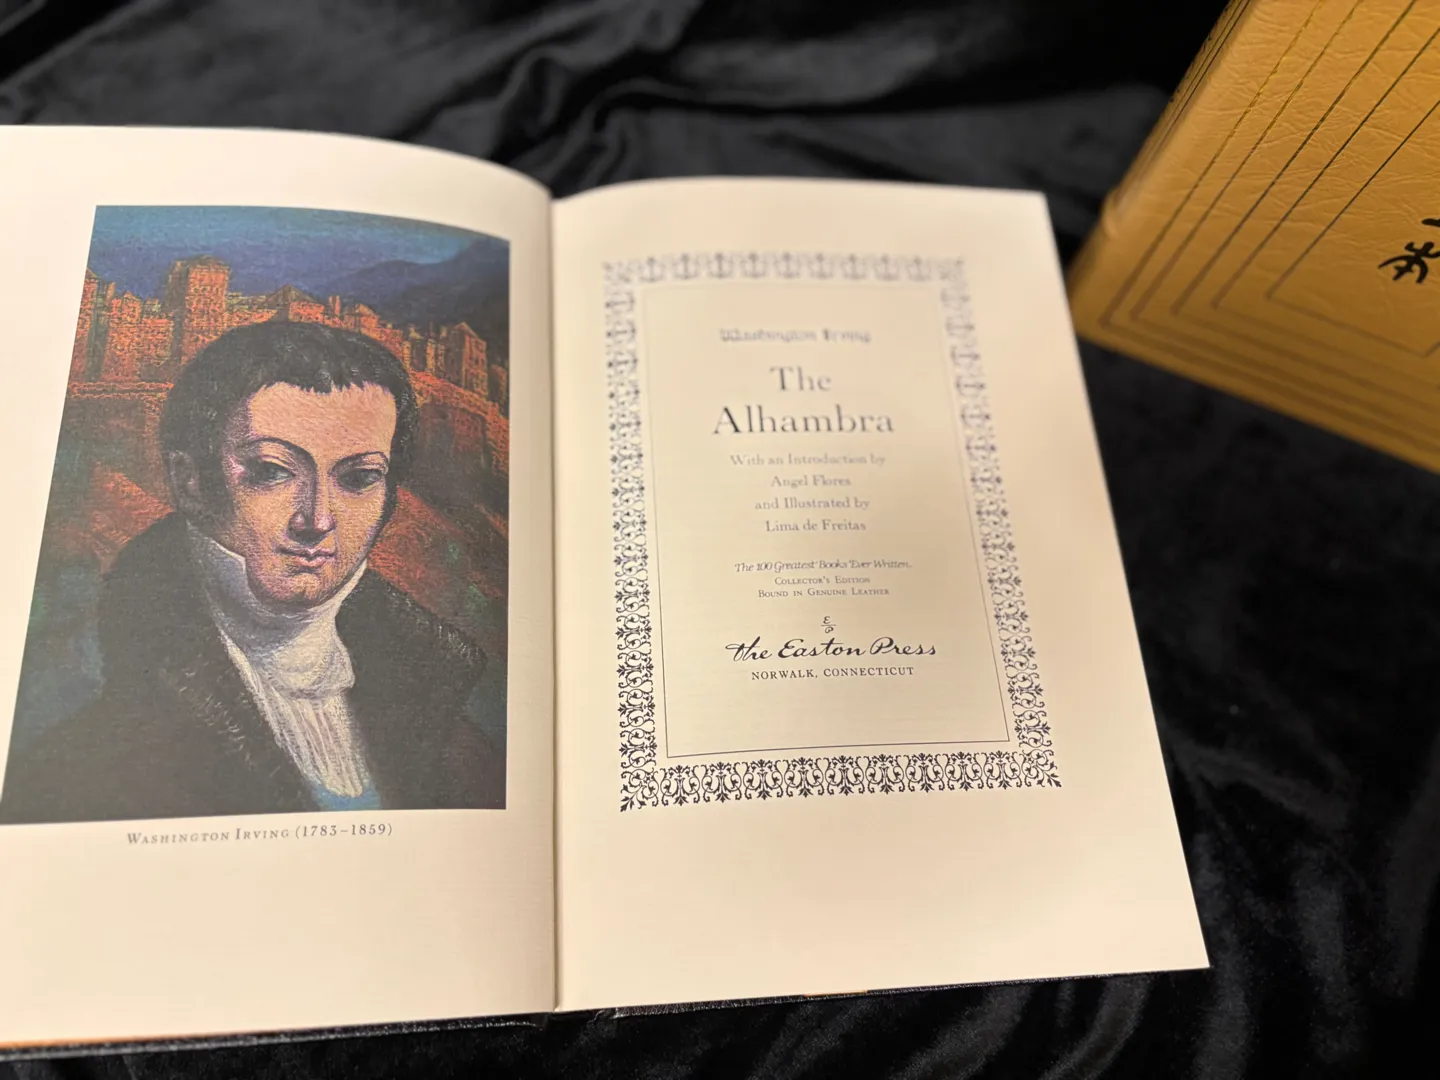 WASHINGTON IRVING (1783–1859)
Washington Irving
The
Alhambra
With an Introduction by
Angel Flores
and Illustrated by
Lima de Freitas
The 100 Greatest Books Ever Written
COLLECTOR'S EDITION
BOUND IN GENUINE LEATHER
The Easton Press
NORWALK, CONNECTICUT